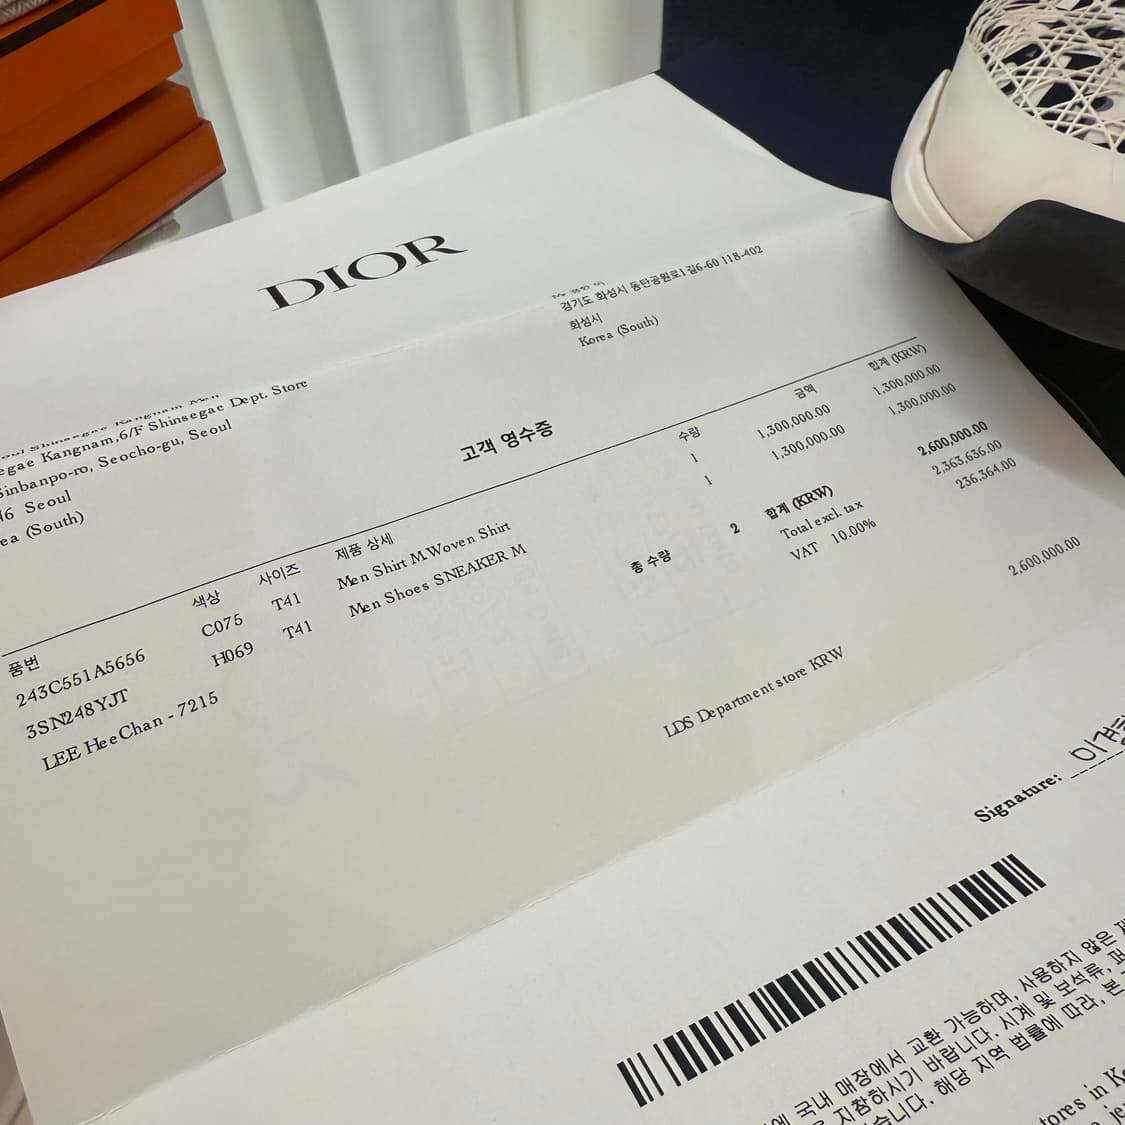 DIOR
경기도 화성시 동탄공원로1길6-60 118-402
화성시
Korea (South)
Shinsegae Kangnam Men
Kangnam,6/F Shinsegae Dept. Store
Sinbanpo-ro, Seocho-gu, Seoul
Seoul
(South)
고객 영수증
품번 색상 사이즈 제품 상세 수량 금액 합계 (KRW)
243C551A5656 C075 T41 Men Shirt M.Woven Shirt 1 1,300,000.00 1,300,000.00
3SN248YJT H069 T41 Men Shoes SNEAKER M 1 1,300,000.00 1,300,000.00
LEE HeeChan - 7215
총 수량 2 합계 (KRW) 2,600,000.00
Total excl. tax 2,363,636.00
VAT 10.00% 236,364.00
LDS Department store KRW 2,600,000.00
Signature:
국내 매장에서 교환 가능하며, 사용하지 않은
지참하시기 바랍니다. 시계 및 보석류,
해당 지역 법률에 따라, 본
in